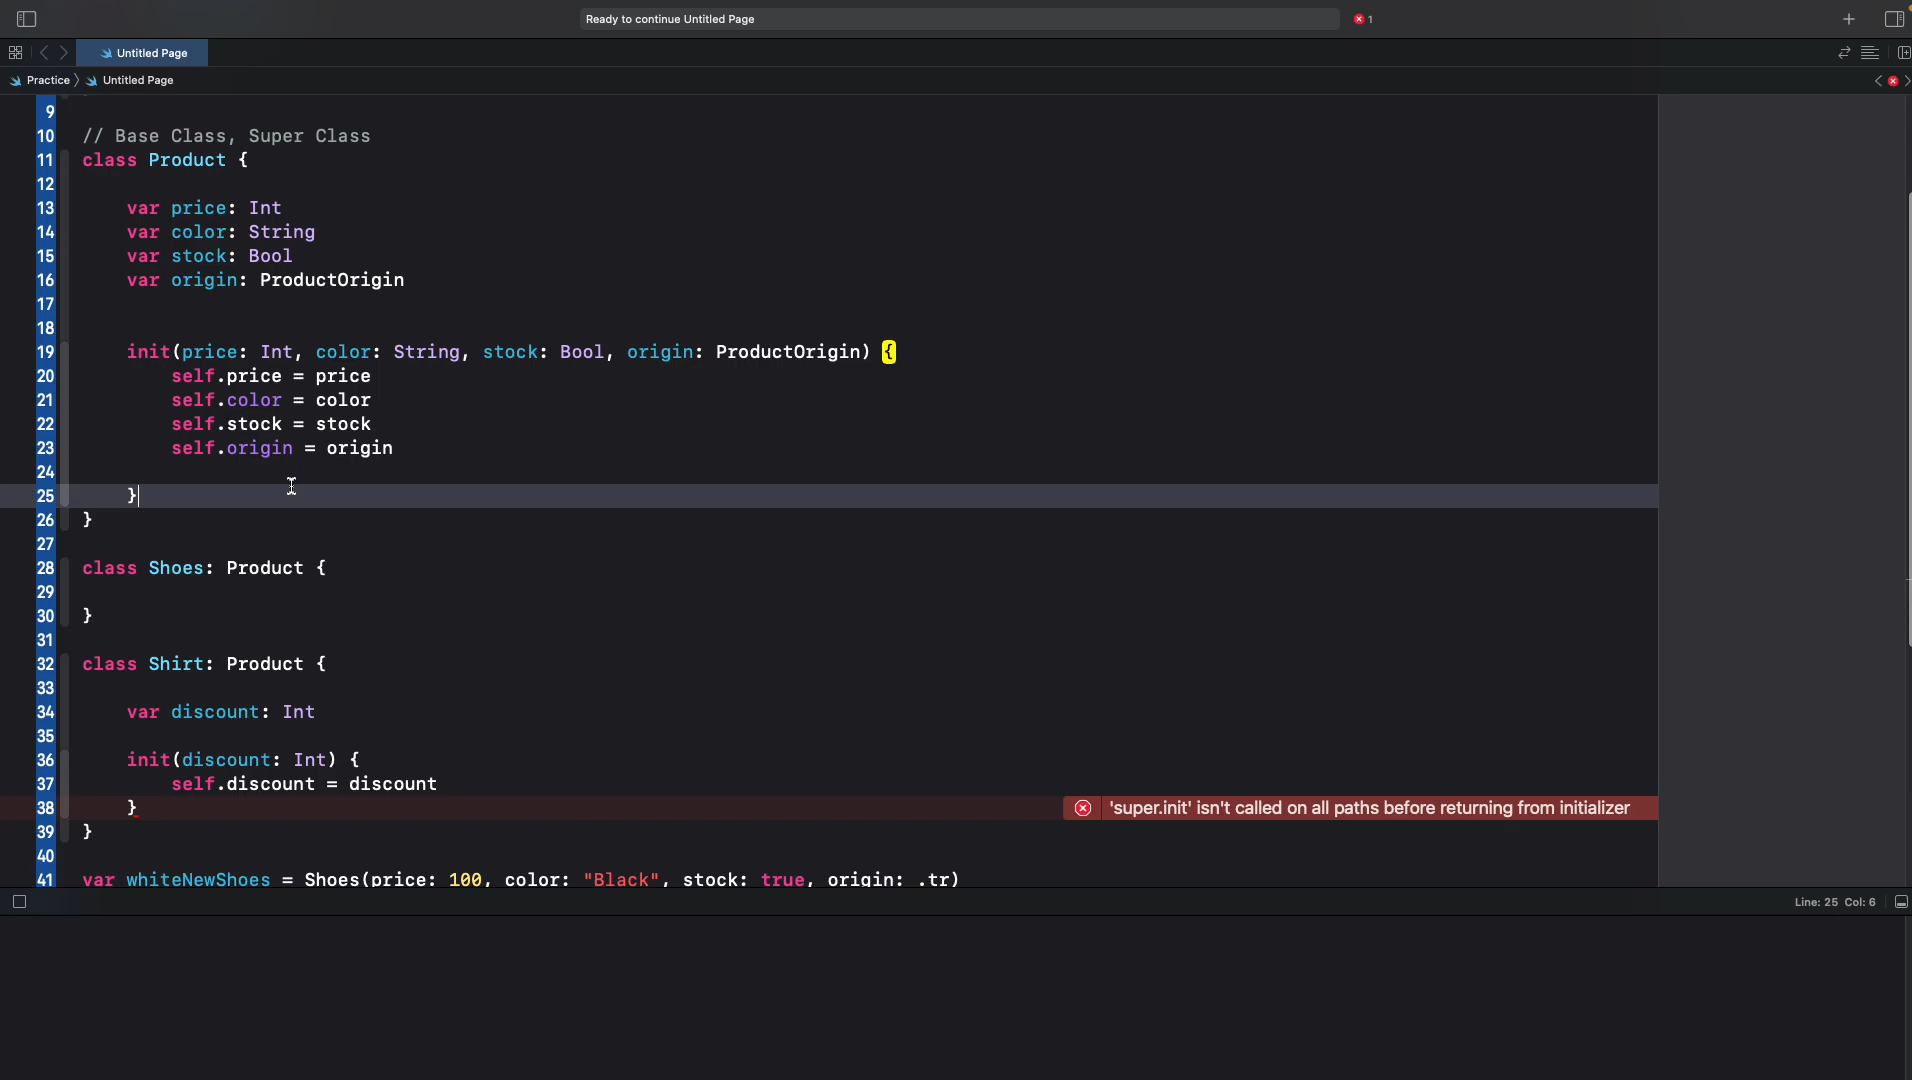 Ready to continue Untitled Page
1
Untitled Page
Practice
Untitled Page
9
10 // Base Class, Super Class
11 class Product {
12
13 var price: Int
14 var color: String
15 var stock: Bool
16 var origin: ProductOrigin
17
18
19 init(price: Int, color: String, stock: Bool, origin: ProductOrigin) {
20 self.price = price
21 self.color = color
22 self.stock = stock
23 self.origin = origin
24
25 }
26 }
27
28 class Shoes: Product {
29
30 }
31
32 class Shirt: Product {
33
34 var discount: Int
35
36 init(discount: Int) {
37 self.discount = discount
38 } 'super.init' isn't called on all paths before returning from initializer
39 }
40
41 var whiteNewShoes = Shoes(price: 100, color: "Black", stock: true, origin: .tr)
Line: 25 Col: 6